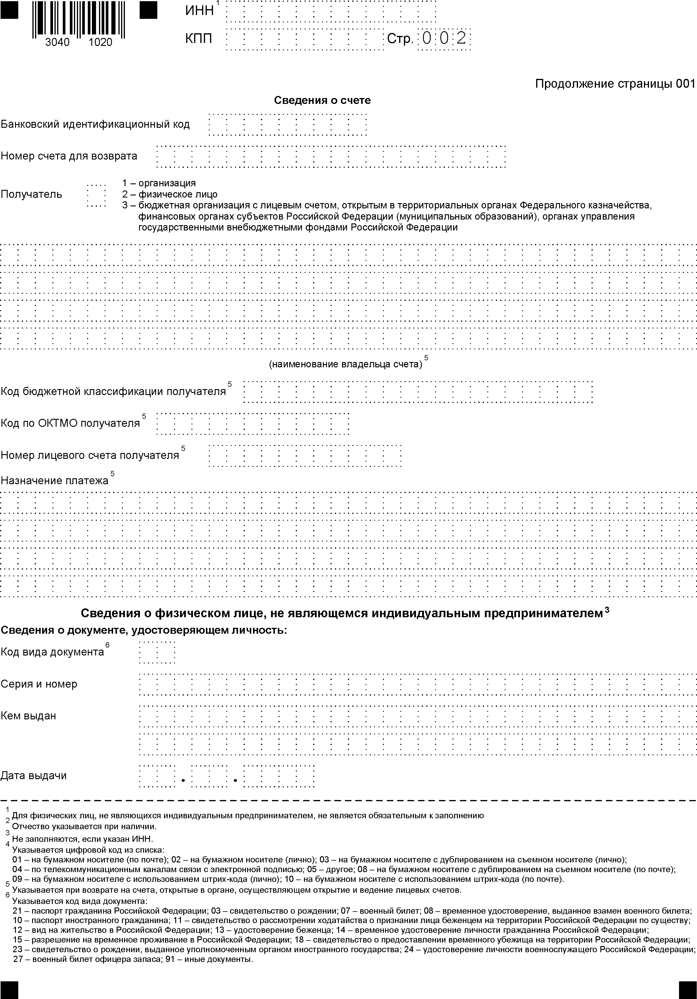 ИНН 1
3040 1020
КПП Стр. 0 0 2
Продолжение страницы 001
Сведения о счете
Банковский идентификационный код
Номер счета для возврата
Получатель
1 – организация
2 – физическое лицо
3 – бюджетная организация с лицевым счетом, открытым в территориальных органах Федерального казначейства,
финансовых органах субъектов Российской Федерации (муниципальных образований), органах управления
государственными внебюджетными фондами Российской Федерации
(наименование владельца счета) 5
Код бюджетной классификации получателя 5
Код по ОКТМО получателя 5
Номер лицевого счета получателя 5
Назначение платежа 5
Сведения о физическом лице, не являющемся индивидуальным предпринимателем 3
Сведения о документе, удостоверяющем личность:
Код вида документа 6
Серия и номер
Кем выдан
Дата выдачи . .
1 Для физических лиц, не являющихся индивидуальным предпринимателем, не является обязательным к заполнению
2 Отчество указывается при наличии.
3 Не заполняются, если указан ИНН.
4 Указывается цифровой код из списка:
01 – на бумажном носителе (по почте); 02 – на бумажном носителе (лично); 03 – на бумажном носителе с дублированием на съемном носителе (лично);
04 – по телекоммуникационным каналам связи с электронной подписью; 05 – другое; 08 – на бумажном носителе с дублированием на съемном носителе (по почте);
09 – на бумажном носителе с использованием штрих-кода (лично); 10 – на бумажном носителе с использованием штрих-кода (по почте).
5 Указывается при возврате на счета, открытые в органе, осуществляющем открытие и ведение лицевых счетов.
6 Указывается код вида документа:
21 – паспорт гражданина Российской Федерации; 03 – свидетельство о рождении; 07 – военный билет; 08 – временное удостоверение, выданное взамен военного билета;
10 – паспорт иностранного гражданина; 11 – свидетельство о рассмотрении ходатайства о признании лица беженцем на территории Российской Федерации по существу;
12 – вид на жительство в Российской Федерации; 13 – удостоверение беженца; 14 – временное удостоверение личности гражданина Российской Федерации;
15 – разрешение на временное проживание в Российской Федерации; 18 – свидетельство о предоставлении временного убежища на территории Российской Федерации;
23 – свидетельство о рождении, выданное уполномоченным органом иностранного государства; 24 – удостоверение личности военнослужащего Российской Федерации;
27 – военный билет офицера запаса; 91 – иные документы.